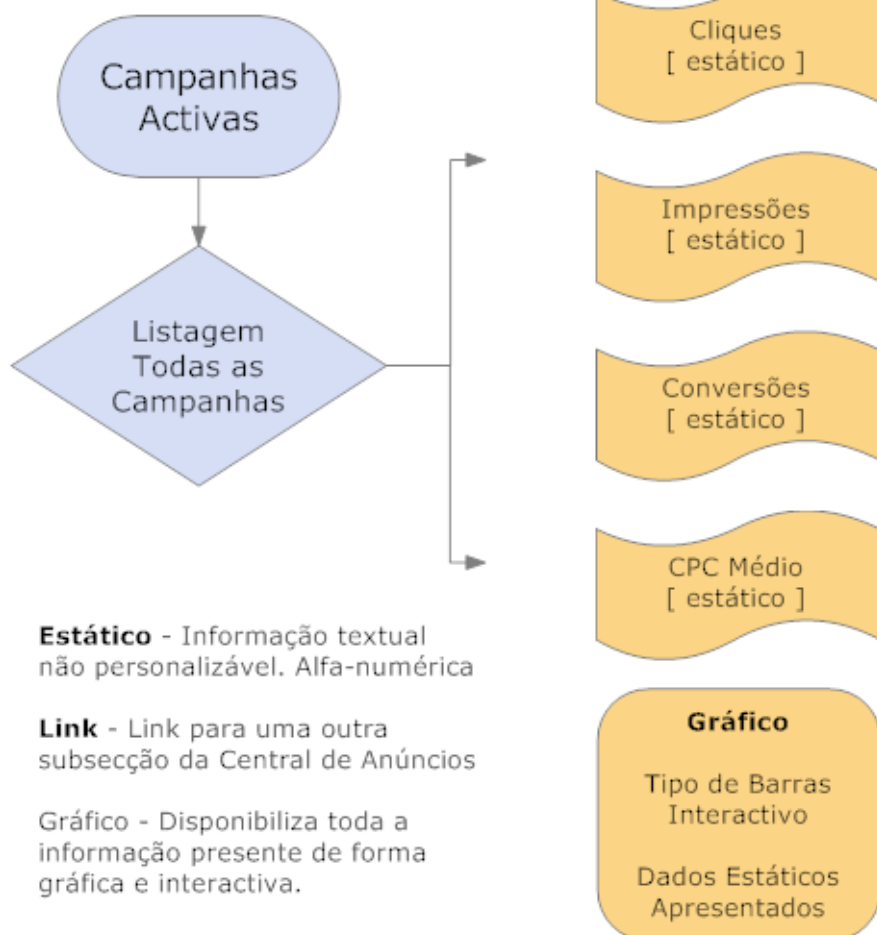 Campanhas
Activas
Listagem
Todas as
Campanhas
Cliques
[ estático ]
Impressões
[ estático ]
Conversões
[ estático ]
CPC Médio
[ estático ]
Gráfico
Tipo de Barras
Interactivo
Dados Estáticos
Apresentados
Estático - Informação textual
não personalizável. Alfa-numérica
Link - Link para uma outra
subsecção da Central de Anúncios
Gráfico - Disponibiliza toda a
informação presente de forma
gráfica e interactiva.